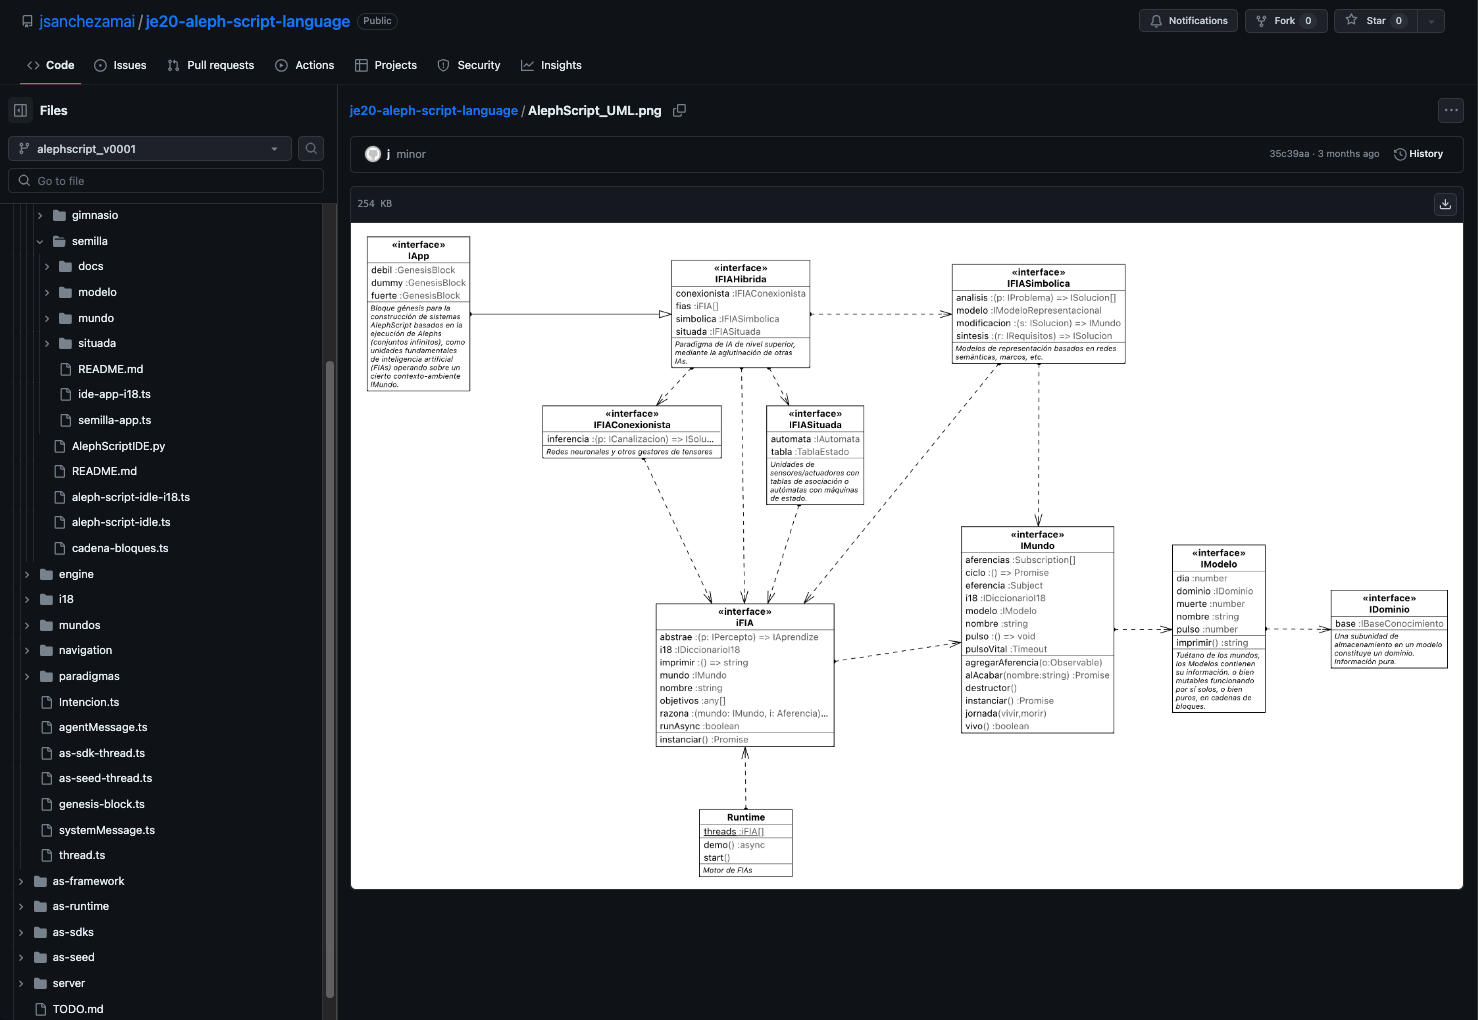 jsanchezamai / je20-aleph-script-language Public
Notifications
Fork 0
Star 0
Code
Issues
Pull requests
Actions
Projects
Security
Insights
Files
alephscript_v0001
Go to file
gimnasio
semilla
docs
modelo
mundo
situada
README.md
ide-app-i18.ts
semilla-app.ts
AlephScriptIDE.py
README.md
aleph-script-idle-i18.ts
aleph-script-idle.ts
cadena-bloques.ts
engine
i18
mundos
navigation
paradigmas
Intencion.ts
agentMessage.ts
as-sdk-thread.ts
as-seed-thread.ts
genesis-block.ts
systemMessage.ts
thread.ts
as-framework
as-runtime
as-sdks
as-seed
server
TODO.md
je20-aleph-script-language / AlephScript_UML.png
j minor
35c39aa · 3 months ago
History
254 KB
«interface»
IApp
debil :GenesisBlock
dummy :GenesisBlock
fuerte :GenesisBlock
Bloque génesis para la
construcción de sistemas
AlephScript basados en la
ejecución de Alephs
(conjuntos infinitos), como
unidades fundamentales
de inteligencia artificial
(FIAs) operando sobre un
cierto contexto-ambiente
IMundo.
«interface»
IFIAHibrida
conexionista :IFIAConexionista
fias :iFIA[]
simbolica :IFIASimbolica
situada :IFIASituada
Paradigma de IA de nivel superior,
mediante la aglutinación de otras
IAs.
«interface»
IFIASimbolica
analisis :(p: IProblema) => ISolucion[]
modelo :IModeloRepresentacional
modificacion :(s: ISolucion) => IMundo
sintesis :(r: IRequisitos) => ISolucion
Modelos de representación basados en redes
semánticas, marcos, etc.
«interface»
IFIAConexionista
inferencia :(p: ICanalizacion) => ISolu...
Redes neuronales y otros gestores de tensores
«interface»
IFIASituada
automata :IAutomata
tabla :TablaEstado
Unidades de
sensores/actuadores con
tablas de asociación o
autómatas con máquinas
de estado.
«interface»
iFIA
abstrae :(p: IPercepto) => IAprendize
i18 :IDiccionarioI18
imprimir :() => string
mundo :IMundo
nombre :string
objetivos :any[]
razona :(mundo: IMundo, i: Aferencia)...
runAsync :boolean
instanciar() :Promise
«interface»
IMundo
aferencias :Subscription[]
ciclo :() => Promise
eferencia :Subject
i18 :IDiccionarioI18
modelo :IModelo
nombre :string
pulso :() => void
pulsoVital :Timeout
agregarAferencia(o:Observable)
alAcabar(nombre:string) :Promise
destructor()
instanciar() :Promise
jornada(vivir,morir)
vivo() :boolean
«interface»
IModelo
dia :number
dominio :IDominio
muerte :number
nombre :string
pulso :number
imprimir() :string
Tuétano de los mundos,
los Modelos contienen
su información. o bien
mutables funcionando
por sí solos, o bien
puros, en cadenas de
bloques.
«interface»
IDominio
base :IBaseConocimiento
Una subunidad de
almacenamiento en un modelo
constituye un dominio.
Información pura.
Runtime
threads :iFIA[]
demo() :async
start()
Motor de FIAs